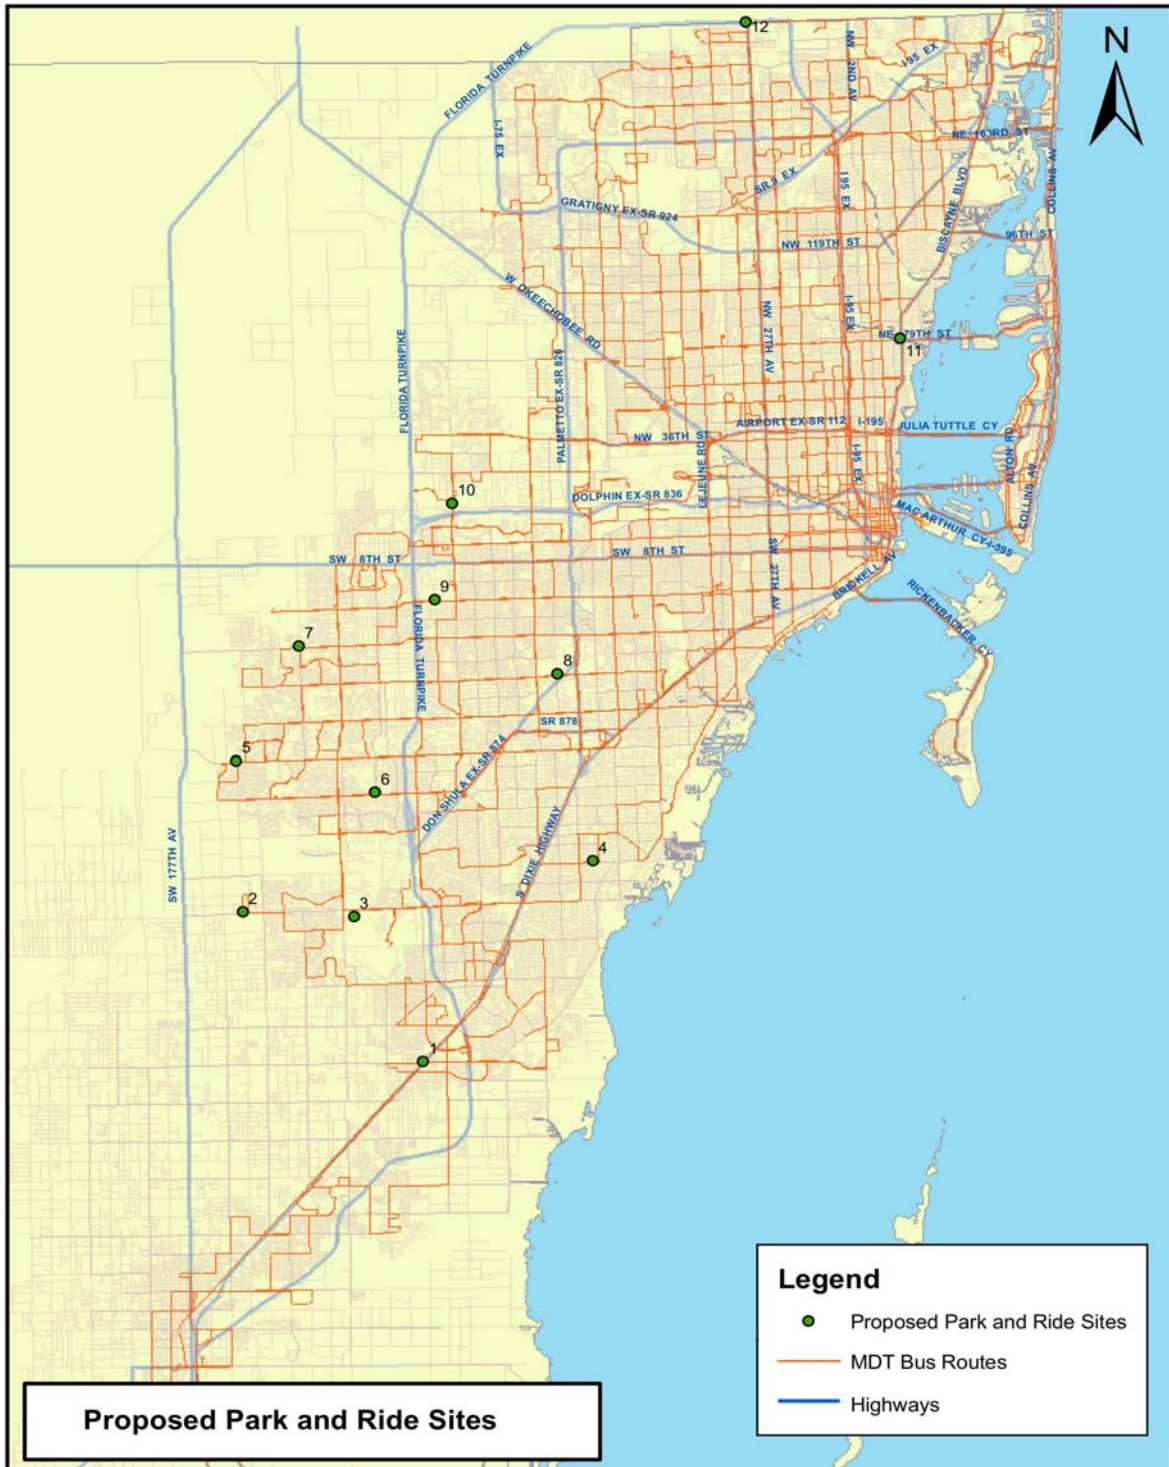 12
N
FLORIDA TURNPIKE
NW 2ND AV
I-95 EX
I-75 EX
NE 163RD ST
SR 9 EX
I 95 EX
COLLINS AV
GRATIGNY EX-SR 924
BISCAYNE BLVD
96TH ST
NW 119TH ST
W OKEECHOBEE RD
I-95 EX
NW 27TH AV
NE 79TH ST
11
FLORIDA TURNPIKE
PALMETTO EX-SR 826
AIRPORT EX-SR 112
I-195
JULIA TUTTLE CY
NW 36TH ST
LEJEUNE RD
I-95 EX
ALTON RD
COLLINS AV
10
DOLPHIN EX-SR 836
MAC ARTHUR CY-I-395
SW 8TH ST
SW 8TH ST
SW 27TH AV
BRICKELL AV
RICKENBACKER CY
9
FLORIDA TURNPIKE
7
8
SR 878
5
6
DON SHULA EX-SR 874
S DIXIE HIGHWAY
4
SW 177TH AV
2
3
1
Legend
Proposed Park and Ride Sites
MDT Bus Routes
Highways
Proposed Park and Ride Sites